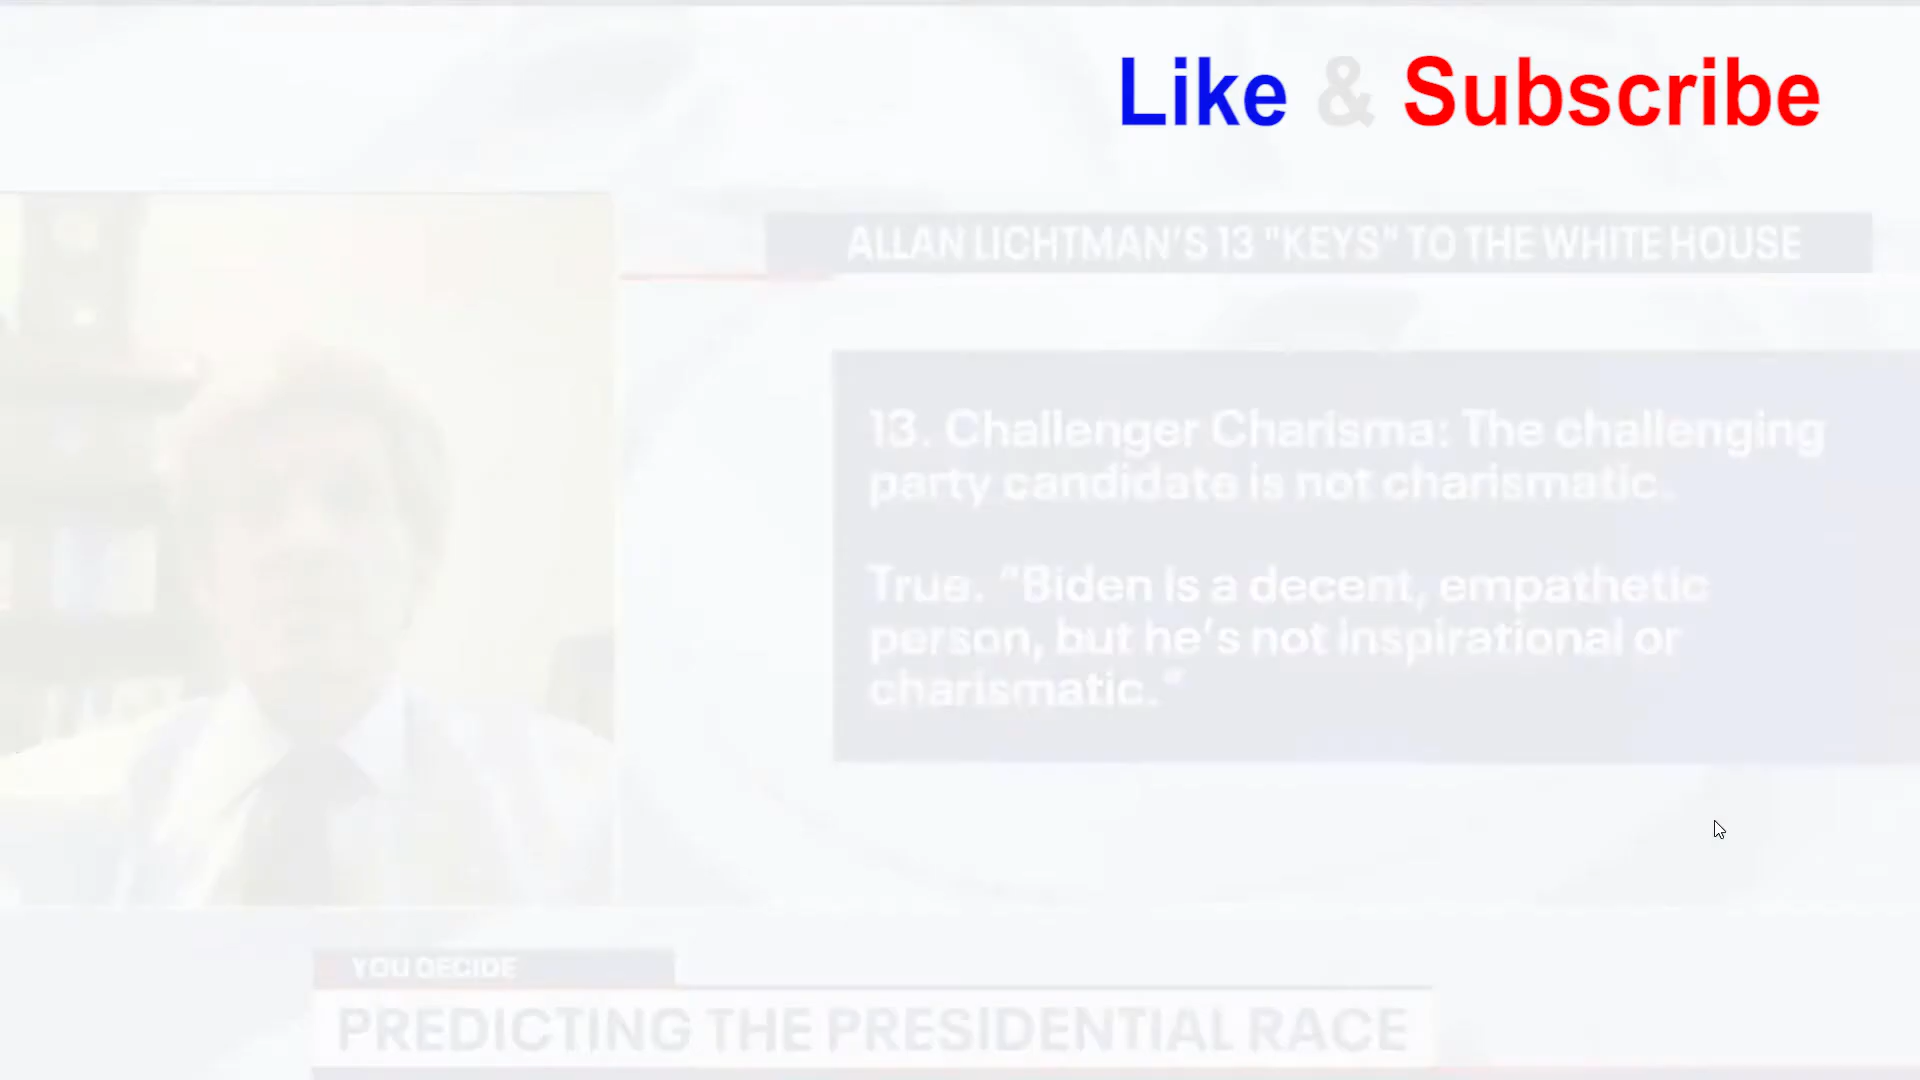 Like & Subscribe
ALLAN LICHTMAN'S 13 "KEYS" TO THE WHITE HOUSE
13. Challenger Charisma: The challenging
party candidate is not charismatic.
True. "Biden is a decent, empathetic
person, but he's not inspirational or
charismatic."
YOU DECIDE
PREDICTING THE PRESIDENTIAL RACE